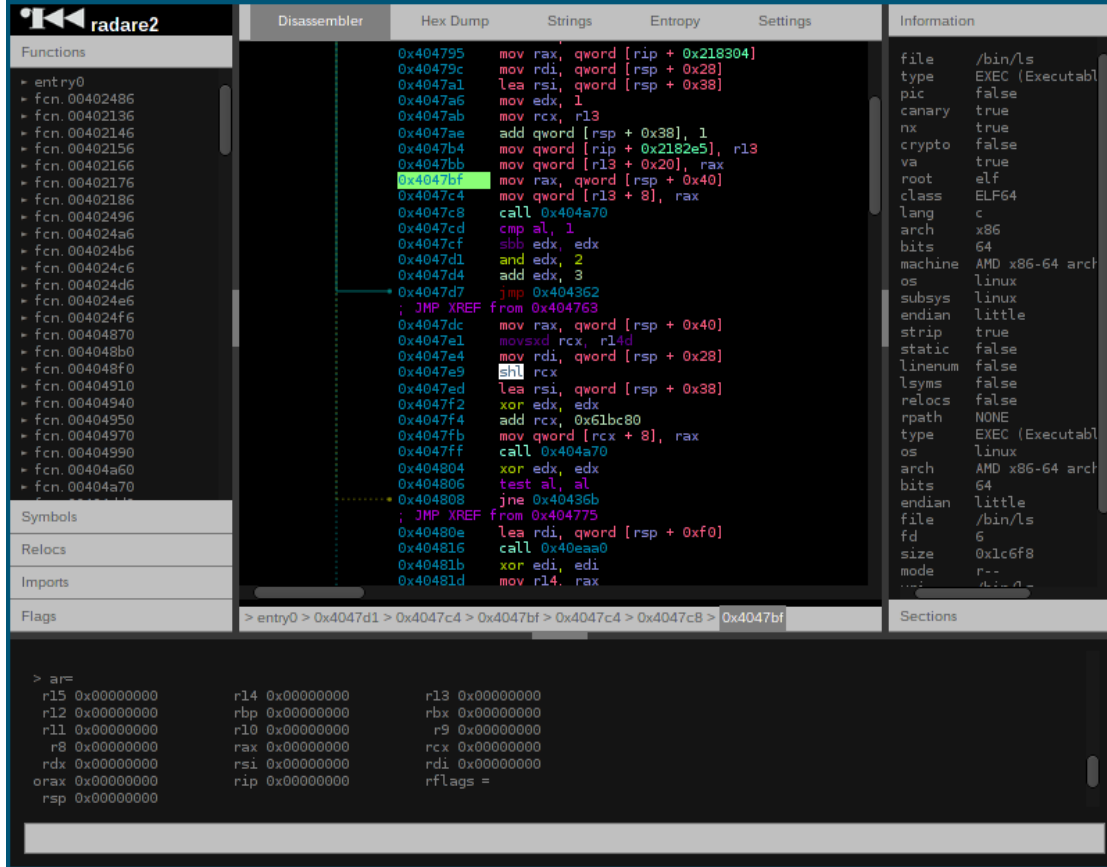 radare2
Disassembler Hex Dump Strings Entropy Settings
Information
Functions
entry0
fcn.00402486
fcn.00402136
fcn.00402146
fcn.00402156
fcn.00402166
fcn.00402176
fcn.00402186
fcn.00402496
fcn.004024a6
fcn.004024b6
fcn.004024c6
fcn.004024d6
fcn.004024e6
fcn.004024f6
fcn.00404870
fcn.004048b0
fcn.004048f0
fcn.00404910
fcn.00404940
fcn.00404950
fcn.00404970
fcn.00404990
fcn.00404a60
fcn.00404a70
Symbols
Relocs
Imports
Flags
0x404795 mov rax, qword [rip + 0x218304]
0x40479c mov rdi, qword [rsp + 0x28]
0x4047a1 lea rsi, qword [rsp + 0x38]
0x4047a6 mov edx, 1
0x4047ab mov rcx, r13
0x4047ae add qword [rsp + 0x38], 1
0x4047b4 mov qword [rip + 0x2182e5], r13
0x4047bb mov qword [r13 + 0x20], rax
0x4047bf mov rax, qword [rsp + 0x40]
0x4047c4 mov qword [r13 + 8], rax
0x4047c8 call 0x404a70
0x4047cd cmp al, 1
0x4047cf sbb edx, edx
0x4047d1 and edx, 2
0x4047d4 add edx, 3
0x4047d7 jmp 0x404362
; JMP XREF from 0x404763
0x4047dc mov rax, qword [rsp + 0x40]
0x4047e1 movsxd rcx, r14d
0x4047e4 mov rdi, qword [rsp + 0x28]
0x4047e9 shl rcx
0x4047ed lea rsi, qword [rsp + 0x38]
0x4047f2 xor edx, edx
0x4047f4 add rcx, 0x61bc80
0x4047fb mov qword [rcx + 8], rax
0x4047ff call 0x404a70
0x404804 xor edx, edx
0x404806 test al, al
0x404808 jne 0x40436b
; JMP XREF from 0x404775
0x40480e lea rdi, qword [rsp + 0xf0]
0x404816 call 0x40eaa0
0x40481b xor edi, edi
0x40481d mov r14, rax
> entry0 > 0x4047d1 > 0x4047c4 > 0x4047bf > 0x4047c4 > 0x4047c8 > 0x4047bf
file /bin/ls
type EXEC (Executabl
pic false
canary true
nx true
crypto false
va true
root elf
class ELF64
lang c
arch x86
bits 64
machine AMD x86-64 arch
os linux
subsys linux
endian little
strip true
static false
linenum false
lsyms false
relocs false
rpath NONE
type EXEC (Executabl
os linux
arch AMD x86-64 arch
bits 64
endian little
file /bin/ls
fd 6
size 0x1c6f8
mode r--
Sections
> ar=
r15 0x00000000 r14 0x00000000 r13 0x00000000
r12 0x00000000 rbp 0x00000000 rbx 0x00000000
r11 0x00000000 r10 0x00000000 r9 0x00000000
r8 0x00000000 rax 0x00000000 rcx 0x00000000
rdx 0x00000000 rsi 0x00000000 rdi 0x00000000
orax 0x00000000 rip 0x00000000 rflags =
rsp 0x00000000